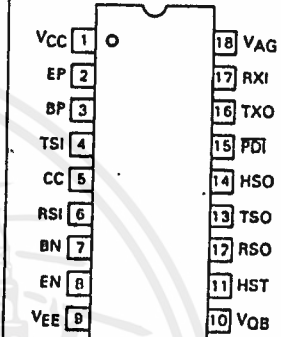 VCC 1 18 VAG
EP 2 17 RXI
BP 3 16 TXO
TSI 4 15 PDI
CC 5 14 HSO
RSI 6 13 TSO
BN 7 12 RSO
EN 8 11 HST
VEE 9 10 VQB